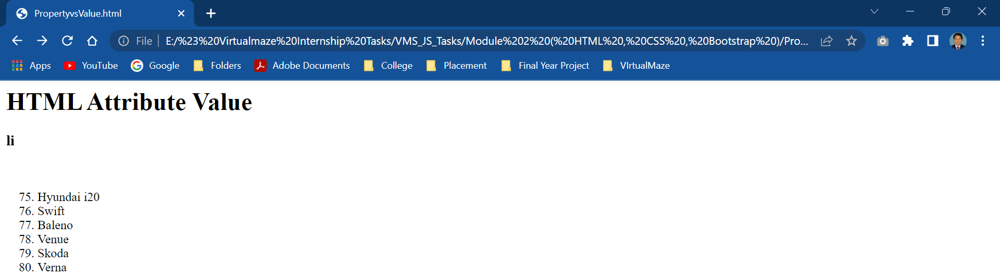 PropertyvsValue.html
File E:/%23%20Virtualmaze%20Internship%20Tasks/VMS_JS_Tasks/Module%202%20(%20HTML%20,%20CSS%20,%20Bootstrap%20)/Pro...
Apps YouTube Google Folders Adobe Documents College Placement Final Year Project VIrtualMaze
HTML Attribute Value
li
75. Hyundai i20
76. Swift
77. Baleno
78. Venue
79. Skoda
80. Verna